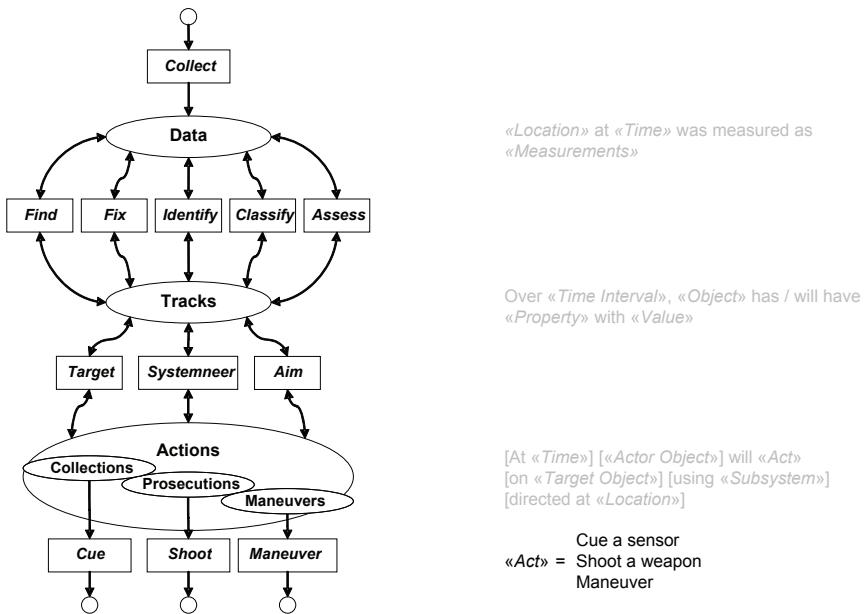 Collect
Data
«Location» at «Time» was measured as
«Measurements»
Find Fix Identify Classify Assess
Tracks
Over «Time Interval», «Object» has / will have
«Property» with «Value»
Target Systemneer Aim
Actions
Collections
Prosecutions
Maneuvers
[At «Time»] [«Actor Object»] will «Act»
[on «Target Object»] [using «Subsystem»]
[directed at «Location»]
Cue Shoot Maneuver
Cue a sensor
«Act» = Shoot a weapon
Maneuver